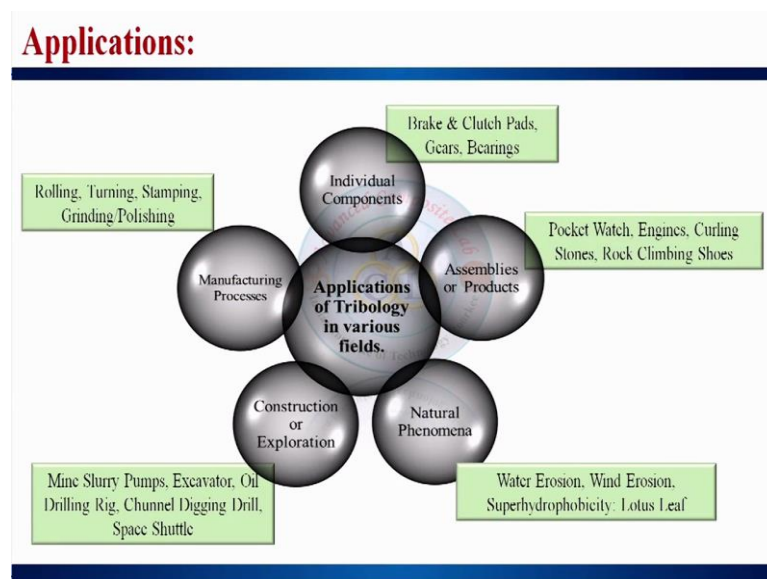 Applications:
Brake & Clutch Pads,
Gears, Bearings
Individual
Components
Rolling, Turning, Stamping,
Grinding/Polishing
Pocket Watch, Engines, Curling
Stones, Rock Climbing Shoes
Manufacturing
Processes
Assemblies
or Products
Applications
of Tribology
in various
fields.
Construction
or
Exploration
Natural
Phenomena
Mine Slurry Pumps, Excavator, Oil
Drilling Rig, Chunnel Digging Drill,
Space Shuttle
Water Erosion, Wind Erosion,
Superhydrophobicity: Lotus Leaf